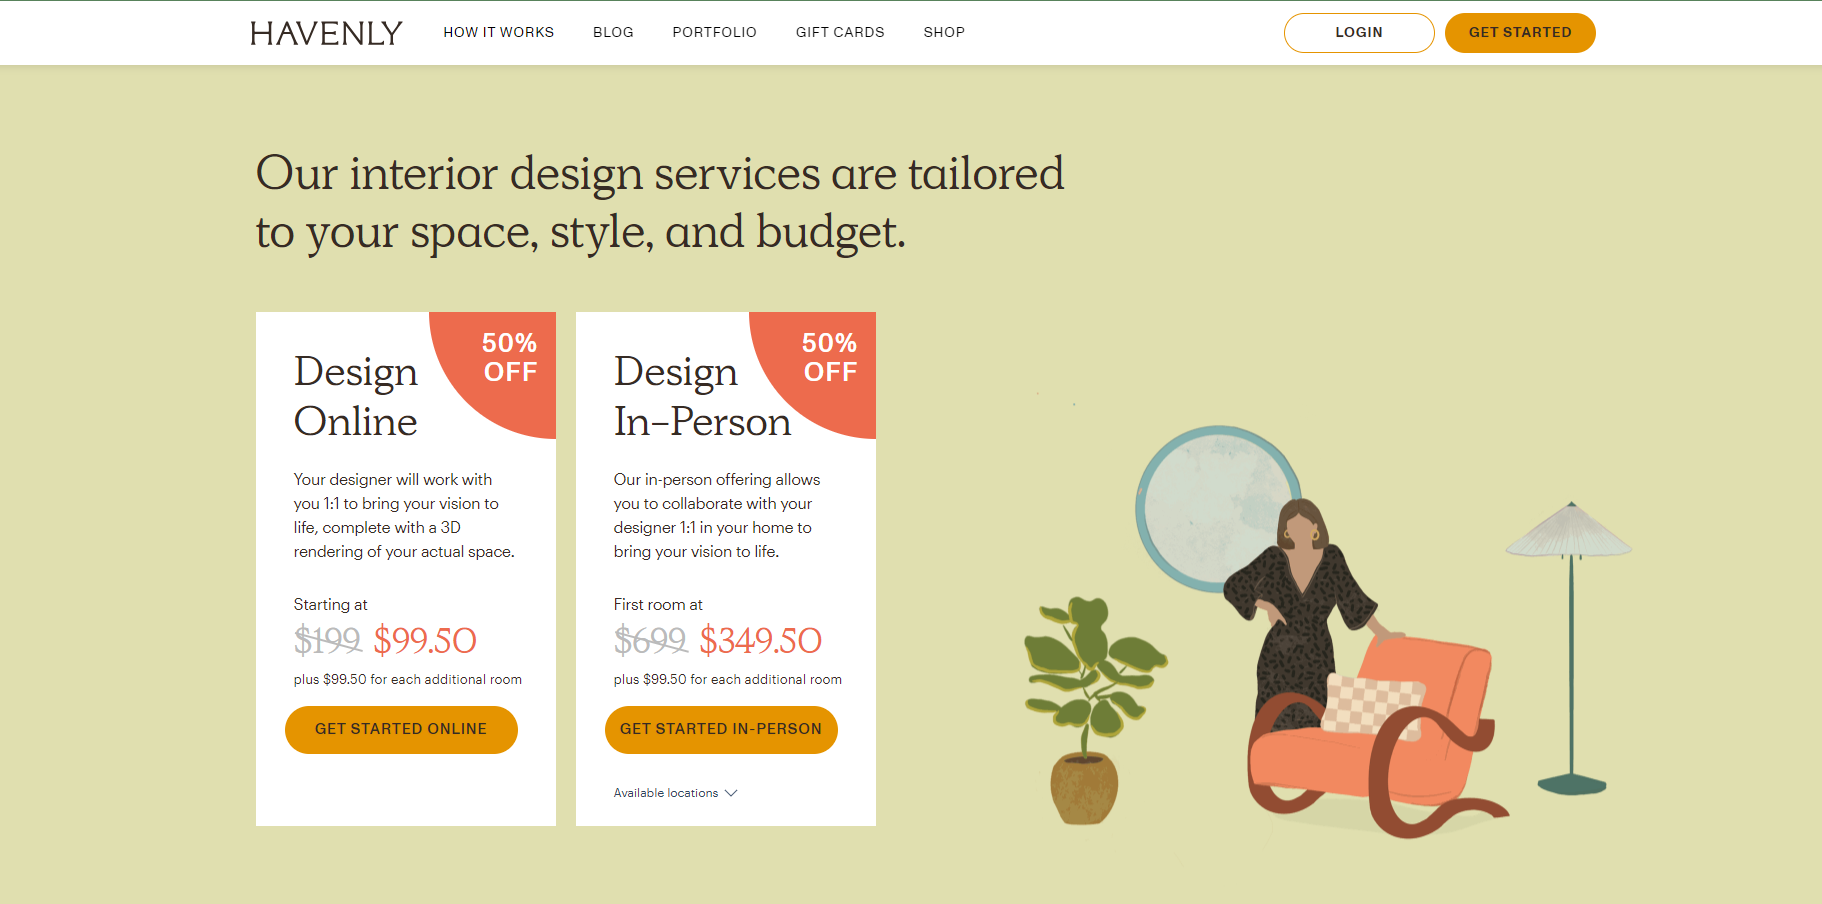 HAVENLY
HOW IT WORKS
BLOG
PORTFOLIO
GIFT CARDS
SHOP
LOGIN
GET STARTED
Our interior design services are tailored
to your space, style, and budget.
50%
OFF
Design
Online
Your designer will work with
you 1:1 to bring your vision to
life, complete with a 3D
rendering of your actual space.
Starting at
$199 $99.50
plus $99.50 for each additional room
GET STARTED ONLINE
50%
OFF
Design
In-Person
Our in-person offering allows
you to collaborate with your
designer 1:1 in your home to
bring your vision to life.
First room at
$699 $349.50
plus $99.50 for each additional room
GET STARTED IN-PERSON
Available locations